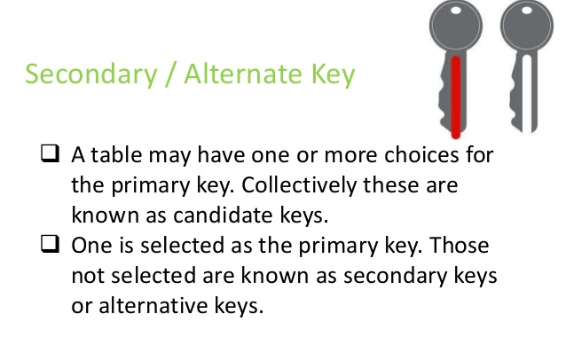 Secondary / Alternate Key
❑ A table may have one or more choices for
the primary key. Collectively these are
known as candidate keys.
❑ One is selected as the primary key. Those
not selected are known as secondary keys
or alternative keys.